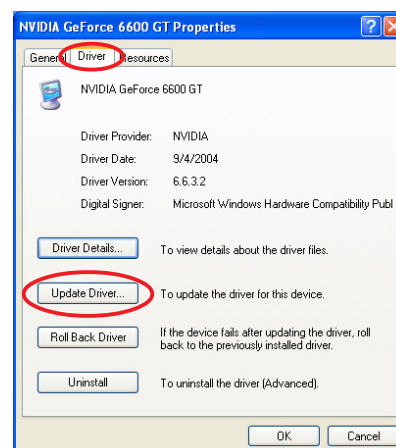 NVIDIA GeForce 6600 GT Properties
General Driver Resources
NVIDIA GeForce 6600 GT
Driver Provider: NVIDIA
Driver Date: 9/4/2004
Driver Version: 6.6.3.2
Digital Signer: Microsoft Windows Hardware Compatibility Publ
Driver Details... To view details about the driver files.
Update Driver... To update the driver for this device.
Roll Back Driver If the device fails after updating the driver, roll
back to the previously installed driver.
Uninstall To uninstall the driver (Advanced).
OK Cancel